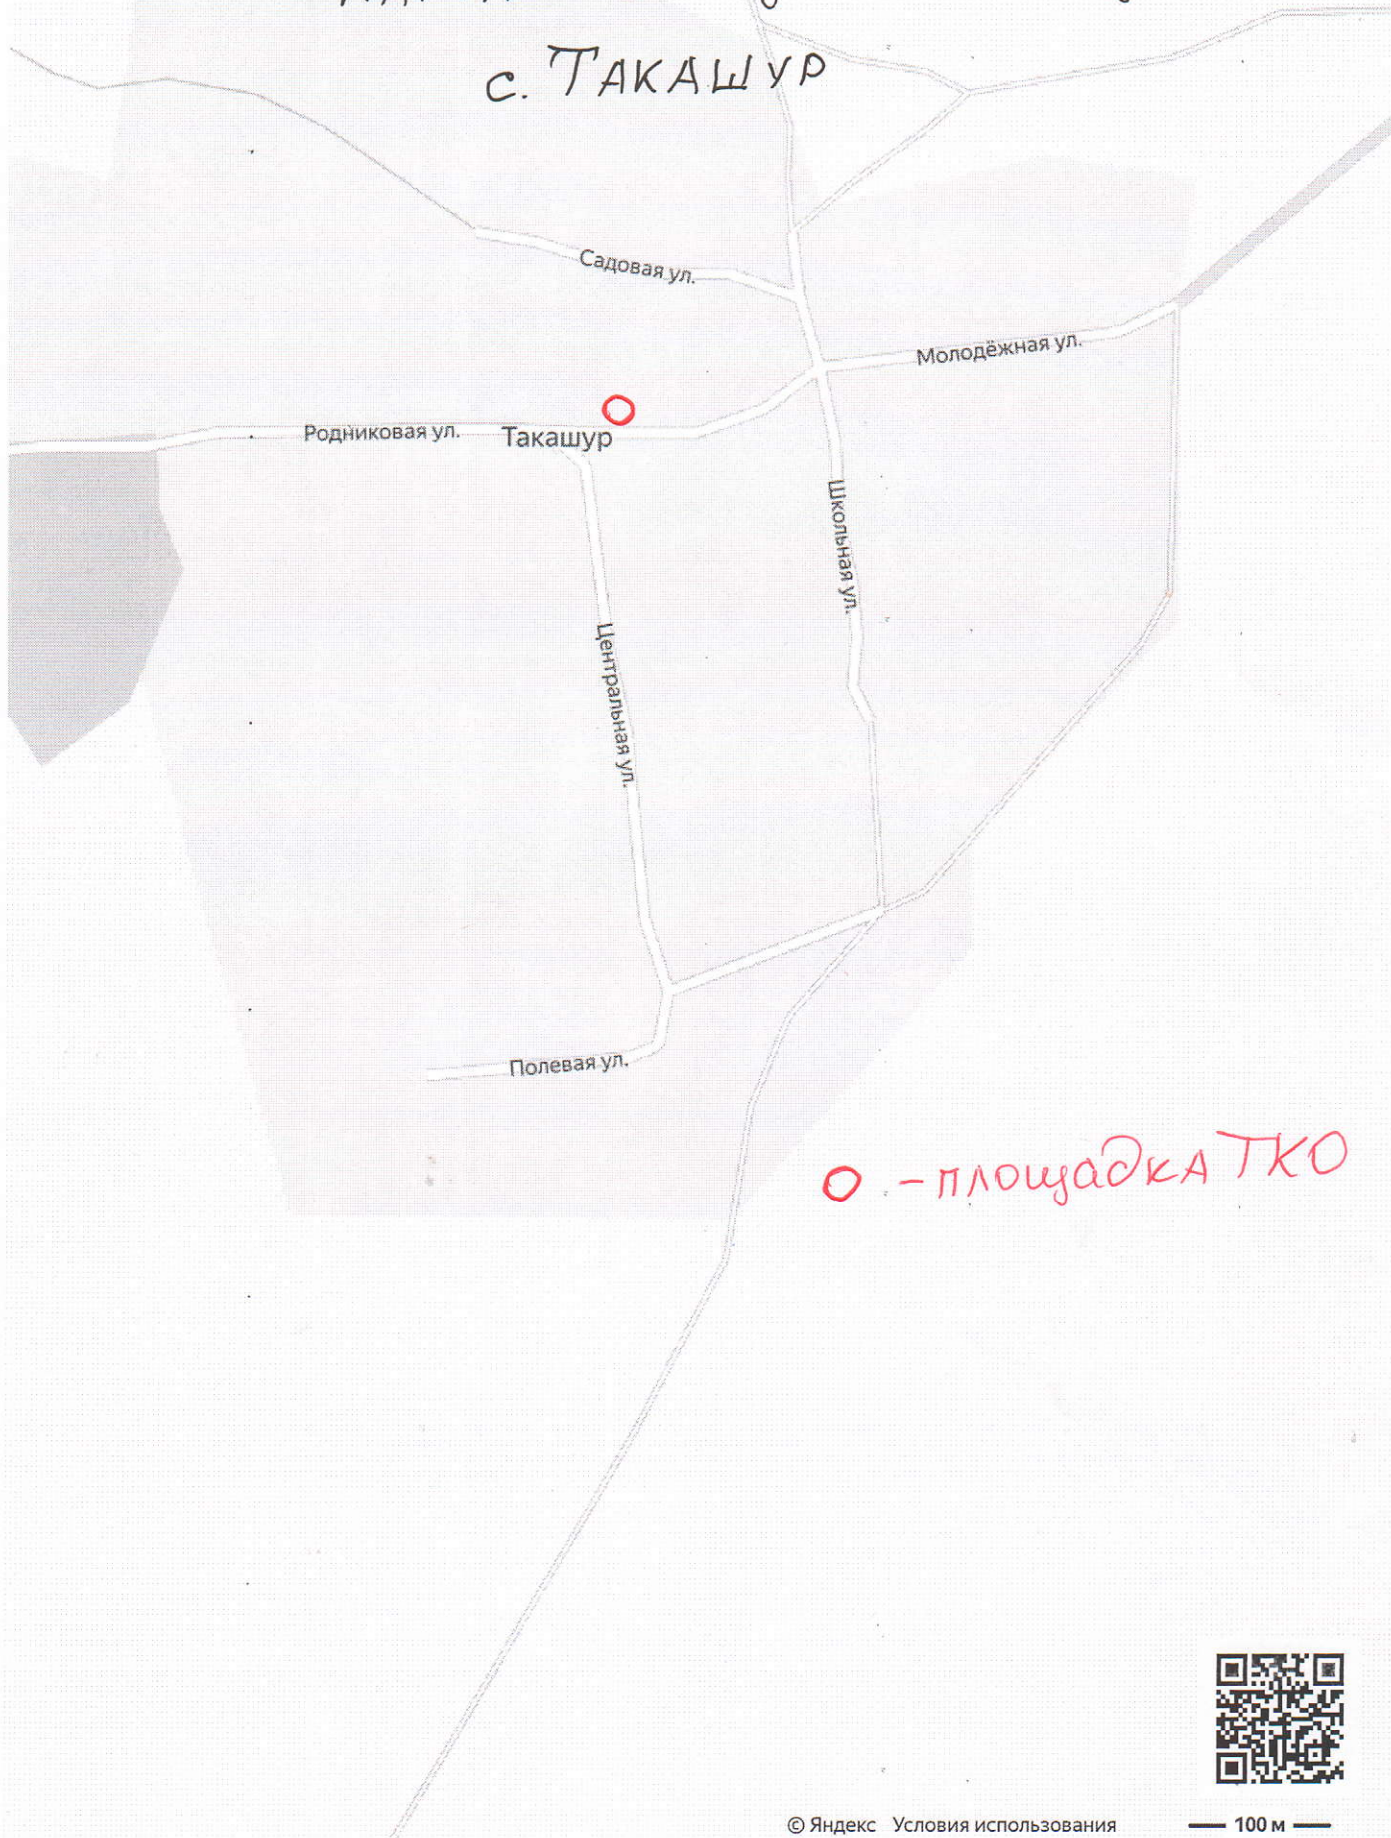 с. ТАКАШУР
Садовая ул.
Молодёжная ул.
Родниковая ул.
Такашур
Школьная ул.
Центральная ул.
Полевая ул.
- площадка ТКО
© Яндекс Условия использования
100 м